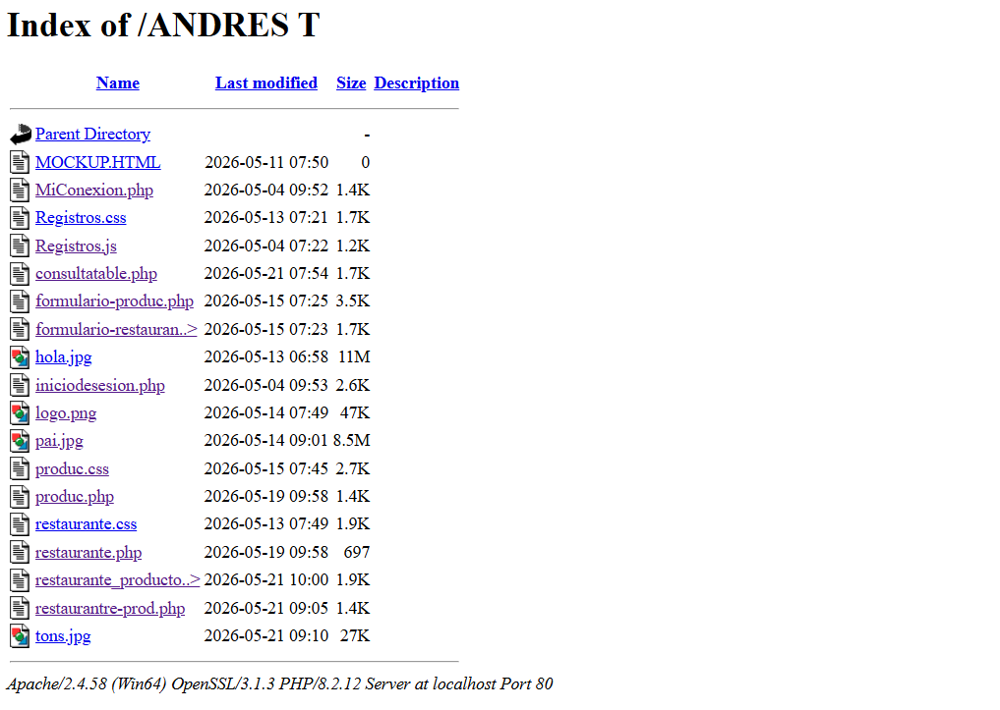 Index of /ANDRES T
Name Last modified Size Description
Parent Directory -
MOCKUP.HTML 2026-05-11 07:50 0
MiConexion.php 2026-05-04 09:52 1.4K
Registros.css 2026-05-13 07:21 1.7K
Registros.js 2026-05-04 07:22 1.2K
consultatable.php 2026-05-21 07:54 1.7K
formulario-produc.php 2026-05-15 07:25 3.5K
formulario-restauran..> 2026-05-15 07:23 1.7K
hola.jpg 2026-05-13 06:58 11M
iniciodesesion.php 2026-05-04 09:53 2.6K
logo.png 2026-05-14 07:49 47K
pai.jpg 2026-05-14 09:01 8.5M
produc.css 2026-05-15 07:45 2.7K
produc.php 2026-05-19 09:58 1.4K
restaurante.css 2026-05-13 07:49 1.9K
restaurante.php 2026-05-19 09:58 697
restaurante_producto..> 2026-05-21 10:00 1.9K
restaurantre-prod.php 2026-05-21 09:05 1.4K
tons.jpg 2026-05-21 09:10 27K
Apache/2.4.58 (Win64) OpenSSL/3.1.3 PHP/8.2.12 Server at localhost Port 80